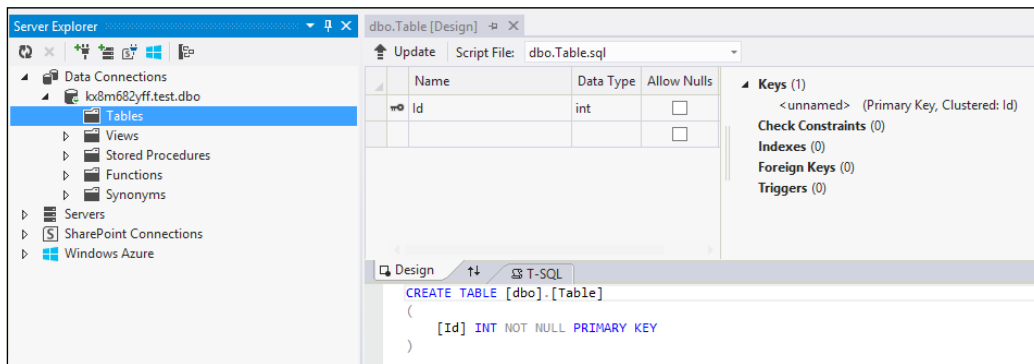 Server Explorer
Data Connections
kx8m682yff.test.dbo
Tables
Views
Stored Procedures
Functions
Synonyms
Servers
SharePoint Connections
Windows Azure
dbo.Table [Design]
Update Script File: dbo.Table.sql
Name Data Type Allow Nulls
Id int
Keys (1)
<unnamed> (Primary Key, Clustered: Id)
Check Constraints (0)
Indexes (0)
Foreign Keys (0)
Triggers (0)
Design T-SQL
CREATE TABLE [dbo].[Table]
(
[Id] INT NOT NULL PRIMARY KEY
)